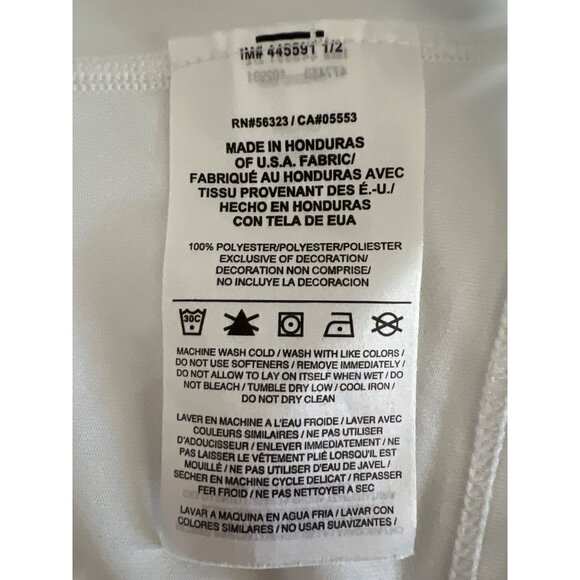 IM# 445591 1/2
RN#56323 / CA#05553
MADE IN HONDURAS
OF U.S.A. FABRIC/
FABRIQUÉ AU HONDURAS AVEC
TISSU PROVENANT DES É.-U./
HECHO EN HONDURAS
CON TELA DE EUA
100% POLYESTER/POLYESTER/POLIESTER
EXCLUSIVE OF DECORATION/
DECORATION NON COMPRISE/
NO INCLUYE LA DECORACION
30C
MACHINE WASH COLD / WASH WITH LIKE COLORS /
DO NOT USE SOFTENERS / REMOVE IMMEDIATELY /
DO NOT ALLOW TO LAY ON ITSELF WHEN WET / DO
NOT BLEACH / TUMBLE DRY LOW / COOL IRON /
DO NOT DRY CLEAN
LAVER EN MACHINE A L'EAU FROIDE / LAVER AVEC
COULEURS SIMILAIRES / NE PAS UTILISER
D'ADOUCISSEUR / ENLEVER IMMEDIATEMENT / NE
PAS LAISSER LE VÊTEMENT PLIÉ LORSQU'IL EST
MOUILLÉ / NE PAS UTILISER D'EAU DE JAVEL /
SECHER EN MACHINE CYCLE DELICAT / REPASSER
FER FROID / NE PAS NETTOYER A SEC
LAVAR A MAQUINA EN AGUA FRIA / LAVAR CON
COLORES SIMILARES / NO USAR SUAVIZANTES /